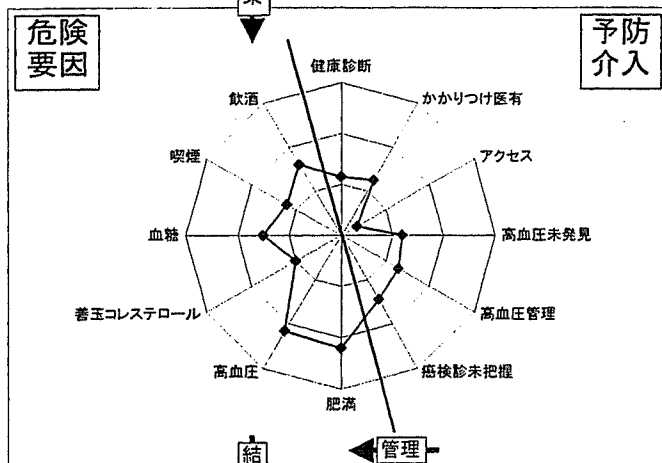 危険
要因
予防
介入
健康診断
飲酒
かかりつけ医有
喫煙
アクセス
血糖
高血圧未発見
善玉コレステロール
高血圧管理
高血圧
癌検診未把握
肥満
結
管理